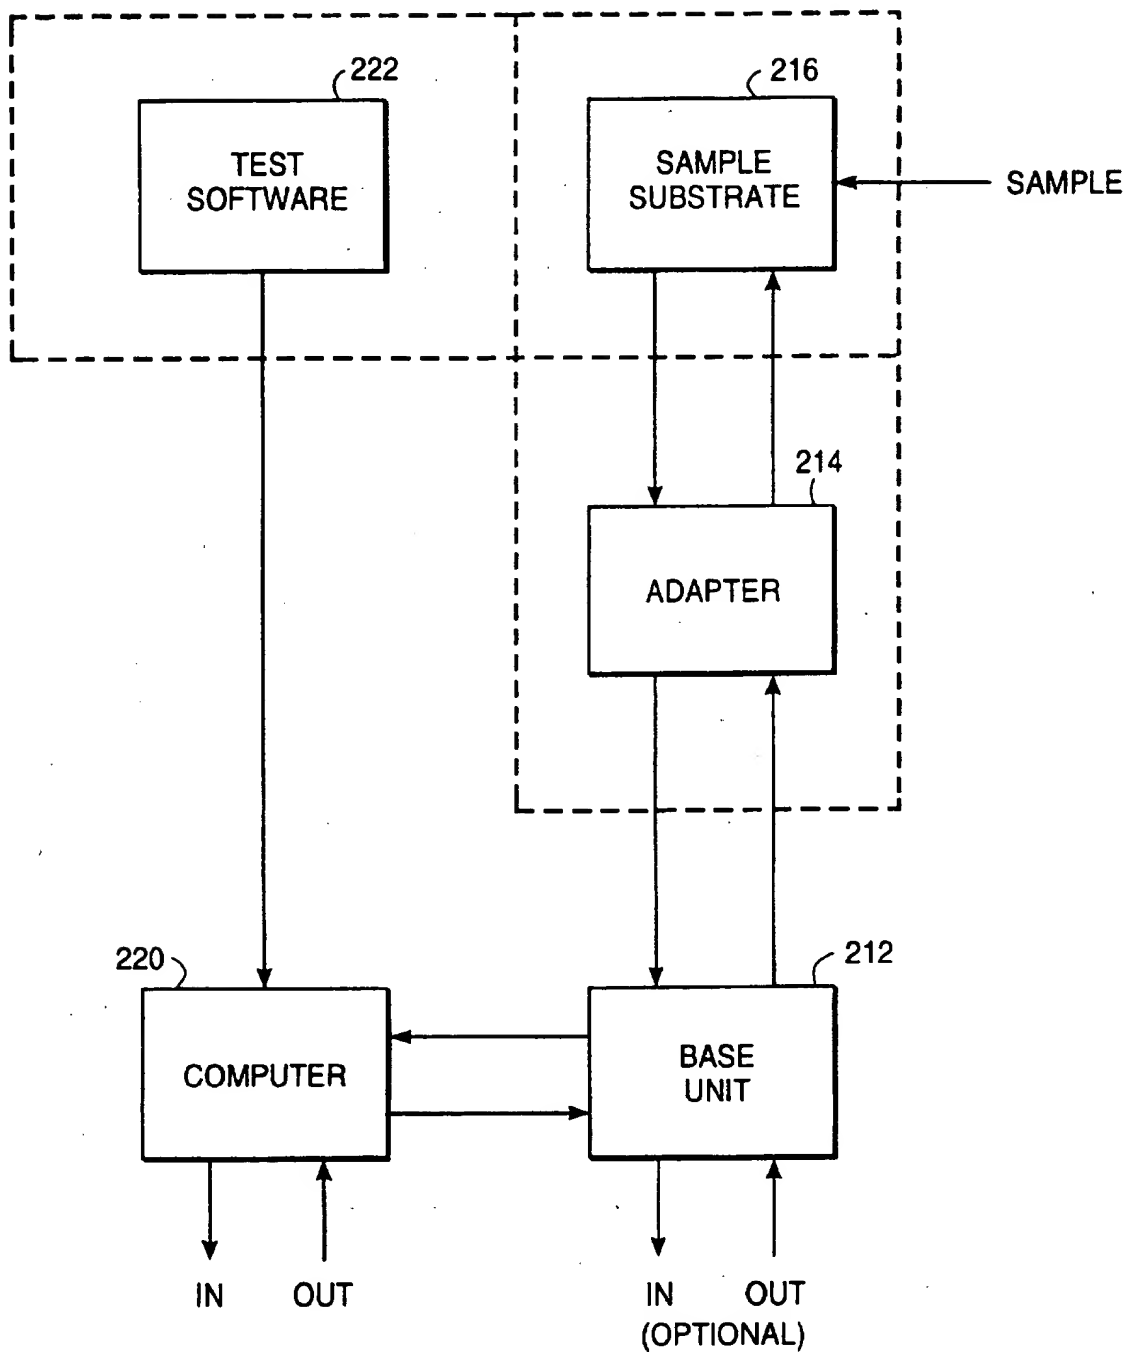 222
TEST
SOFTWARE
216
SAMPLE
SUBSTRATE
SAMPLE
214
ADAPTER
220
COMPUTER
212
BASE
UNIT
IN
OUT
IN
OUT
(OPTIONAL)